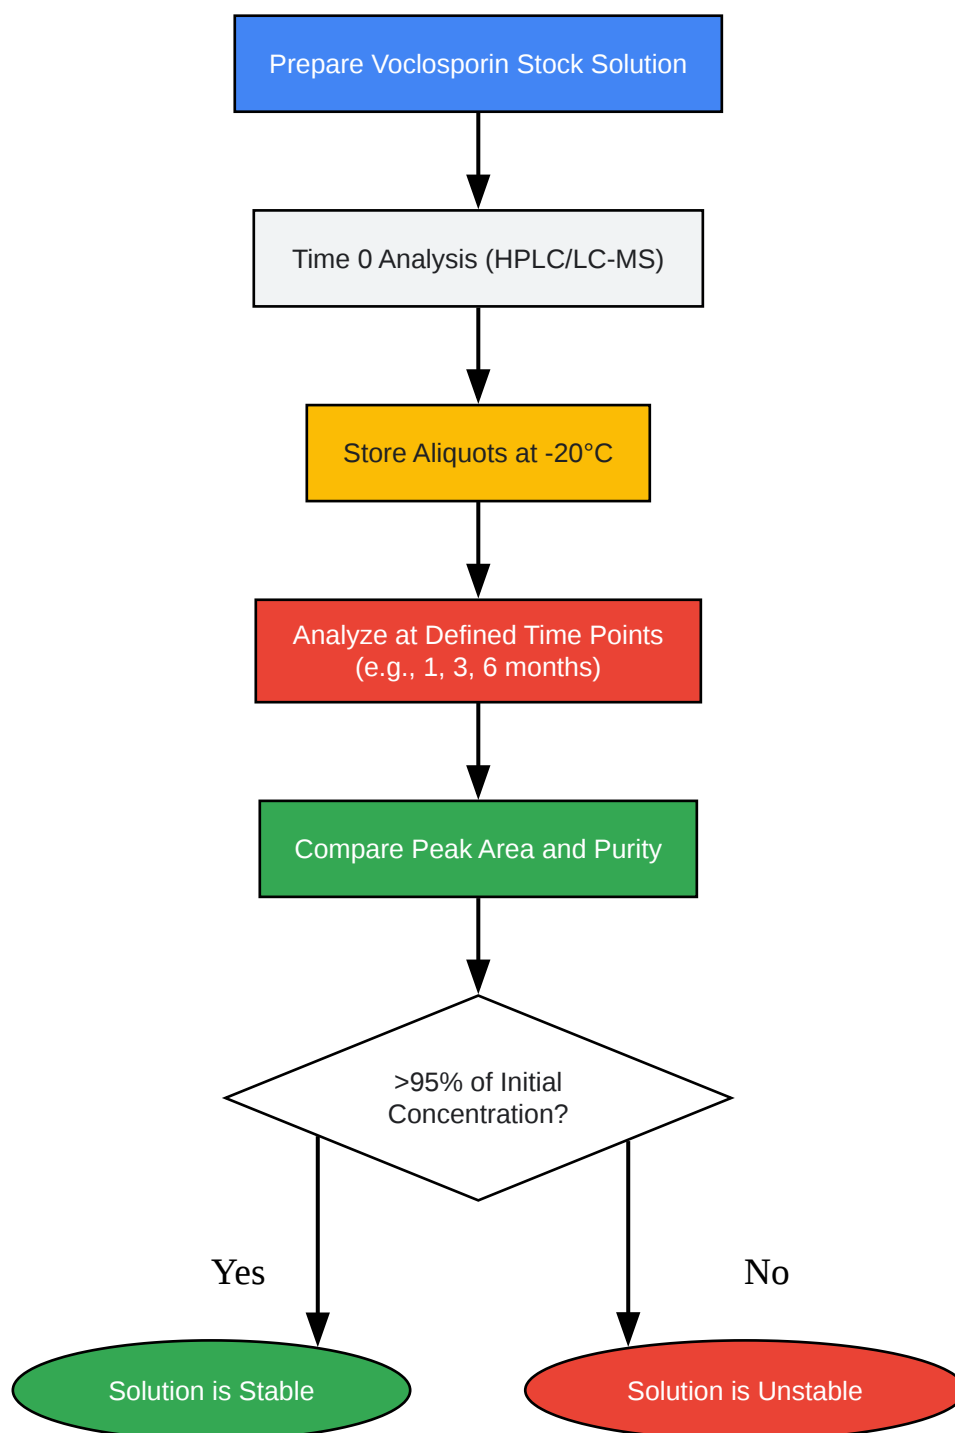 Prepare Voclosporin Stock Solution
Time 0 Analysis (HPLC/LC-MS)
Store Aliquots at -20°C
Analyze at Defined Time Points
(e.g., 1, 3, 6 months)
Compare Peak Area and Purity
>95% of Initial
Concentration?
Yes
No
Solution is Stable
Solution is Unstable